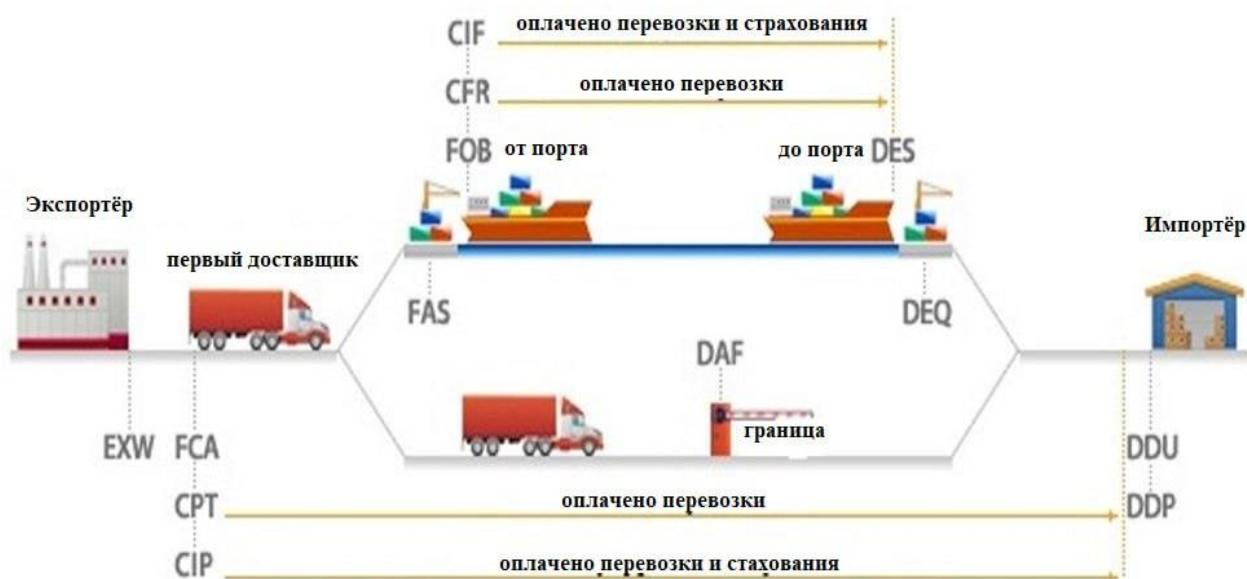 CIF оплачено перевозки и страхования
CFR оплачено перевозки
FOB от порта до порта DES
Экспортёр
Импортёр
первый доставщик
FAS DEQ
DAF
граница
EXW FCA DDU
CPT оплачено перевозки DDP
CIP оплачено перевозки и стахования